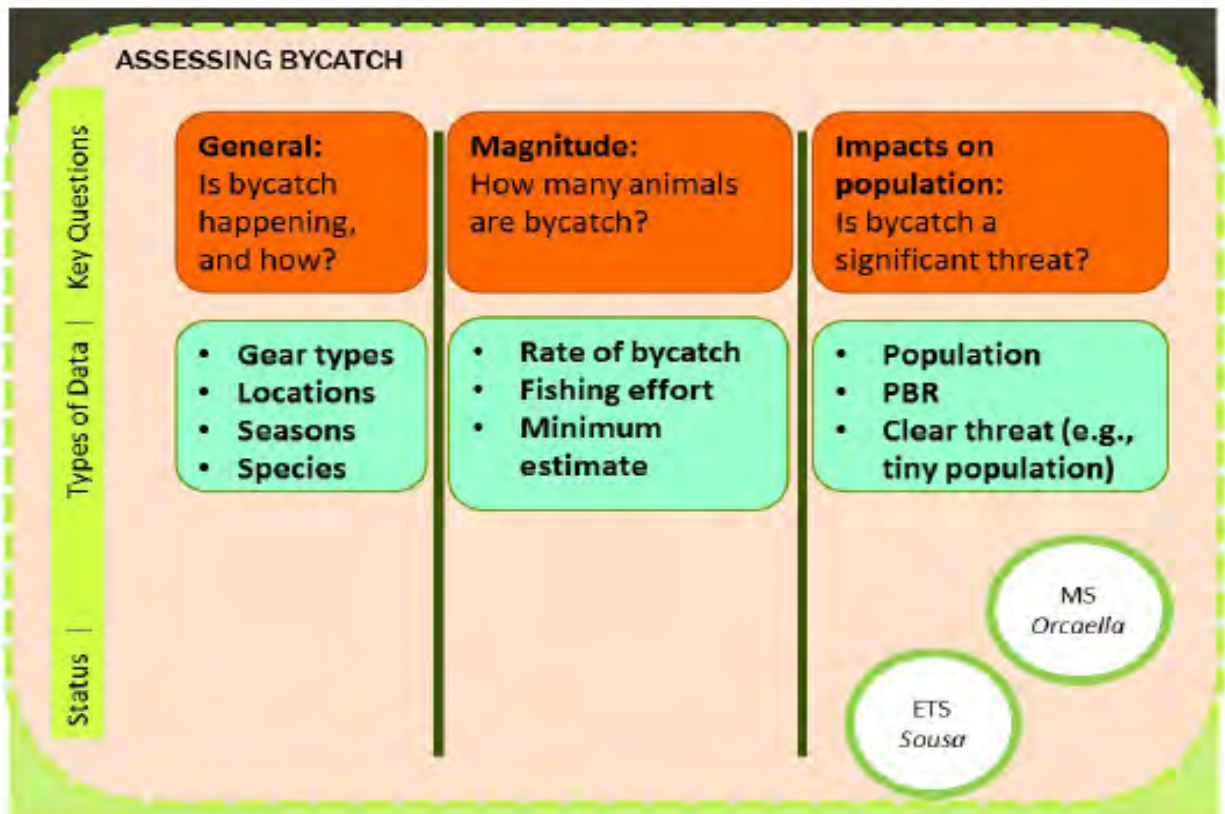 ASSESSING BYCATCH
Key Questions
General:
Is bycatch
happening,
and how?
Magnitude:
How many animals
are bycatch?
Impacts on
population:
Is bycatch a
significant threat?
Types of Data |
• Gear types
• Locations
• Seasons
• Species
• Rate of bycatch
• Fishing effort
• Minimum
estimate
• Population
• PBR
• Clear threat (e.g.,
tiny population)
Status |
MS
Orcaella
ETS
Sousa